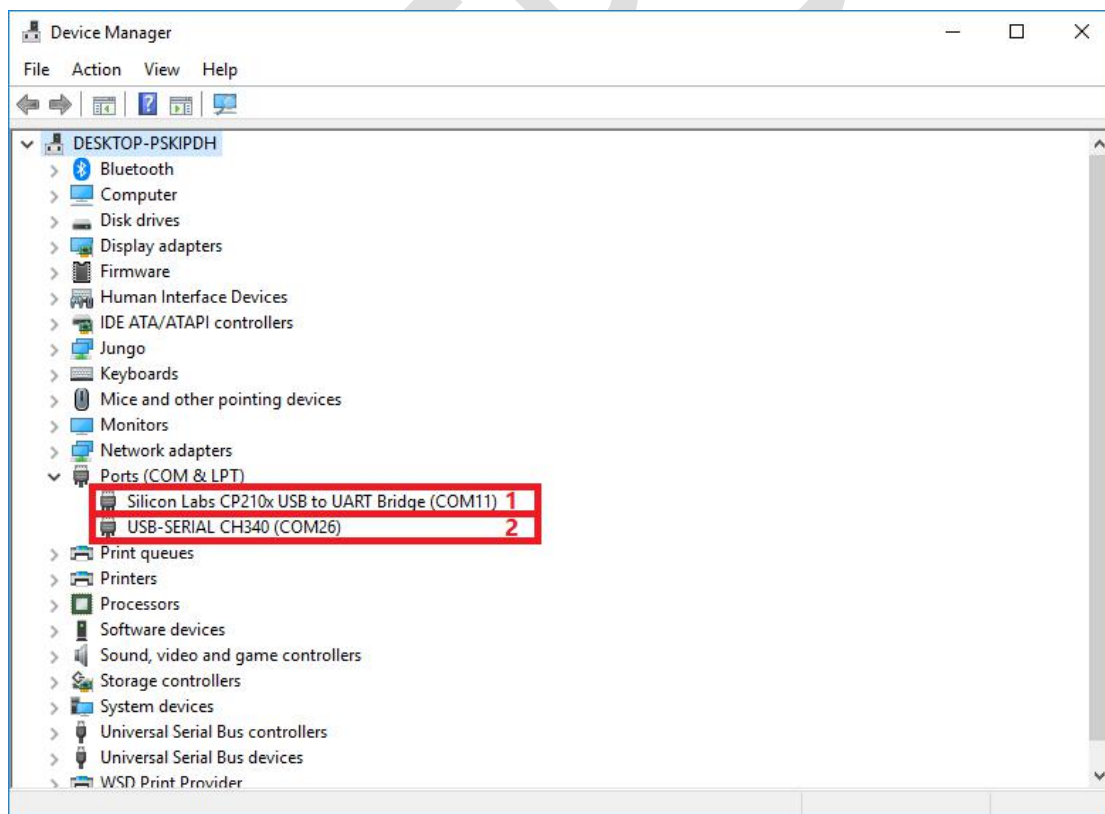 Device Manager
File Action View Help
DESKTOP-PSKIPDH
Bluetooth
Computer
Disk drives
Display adapters
Firmware
Human Interface Devices
IDE ATA/ATAPI controllers
Jungo
Keyboards
Mice and other pointing devices
Monitors
Network adapters
Ports (COM & LPT)
Silicon Labs CP210x USB to UART Bridge (COM11) 1
USB-SERIAL CH340 (COM26) 2
Print queues
Printers
Processors
Software devices
Sound, video and game controllers
Storage controllers
System devices
Universal Serial Bus controllers
Universal Serial Bus devices
WSD Print Provider